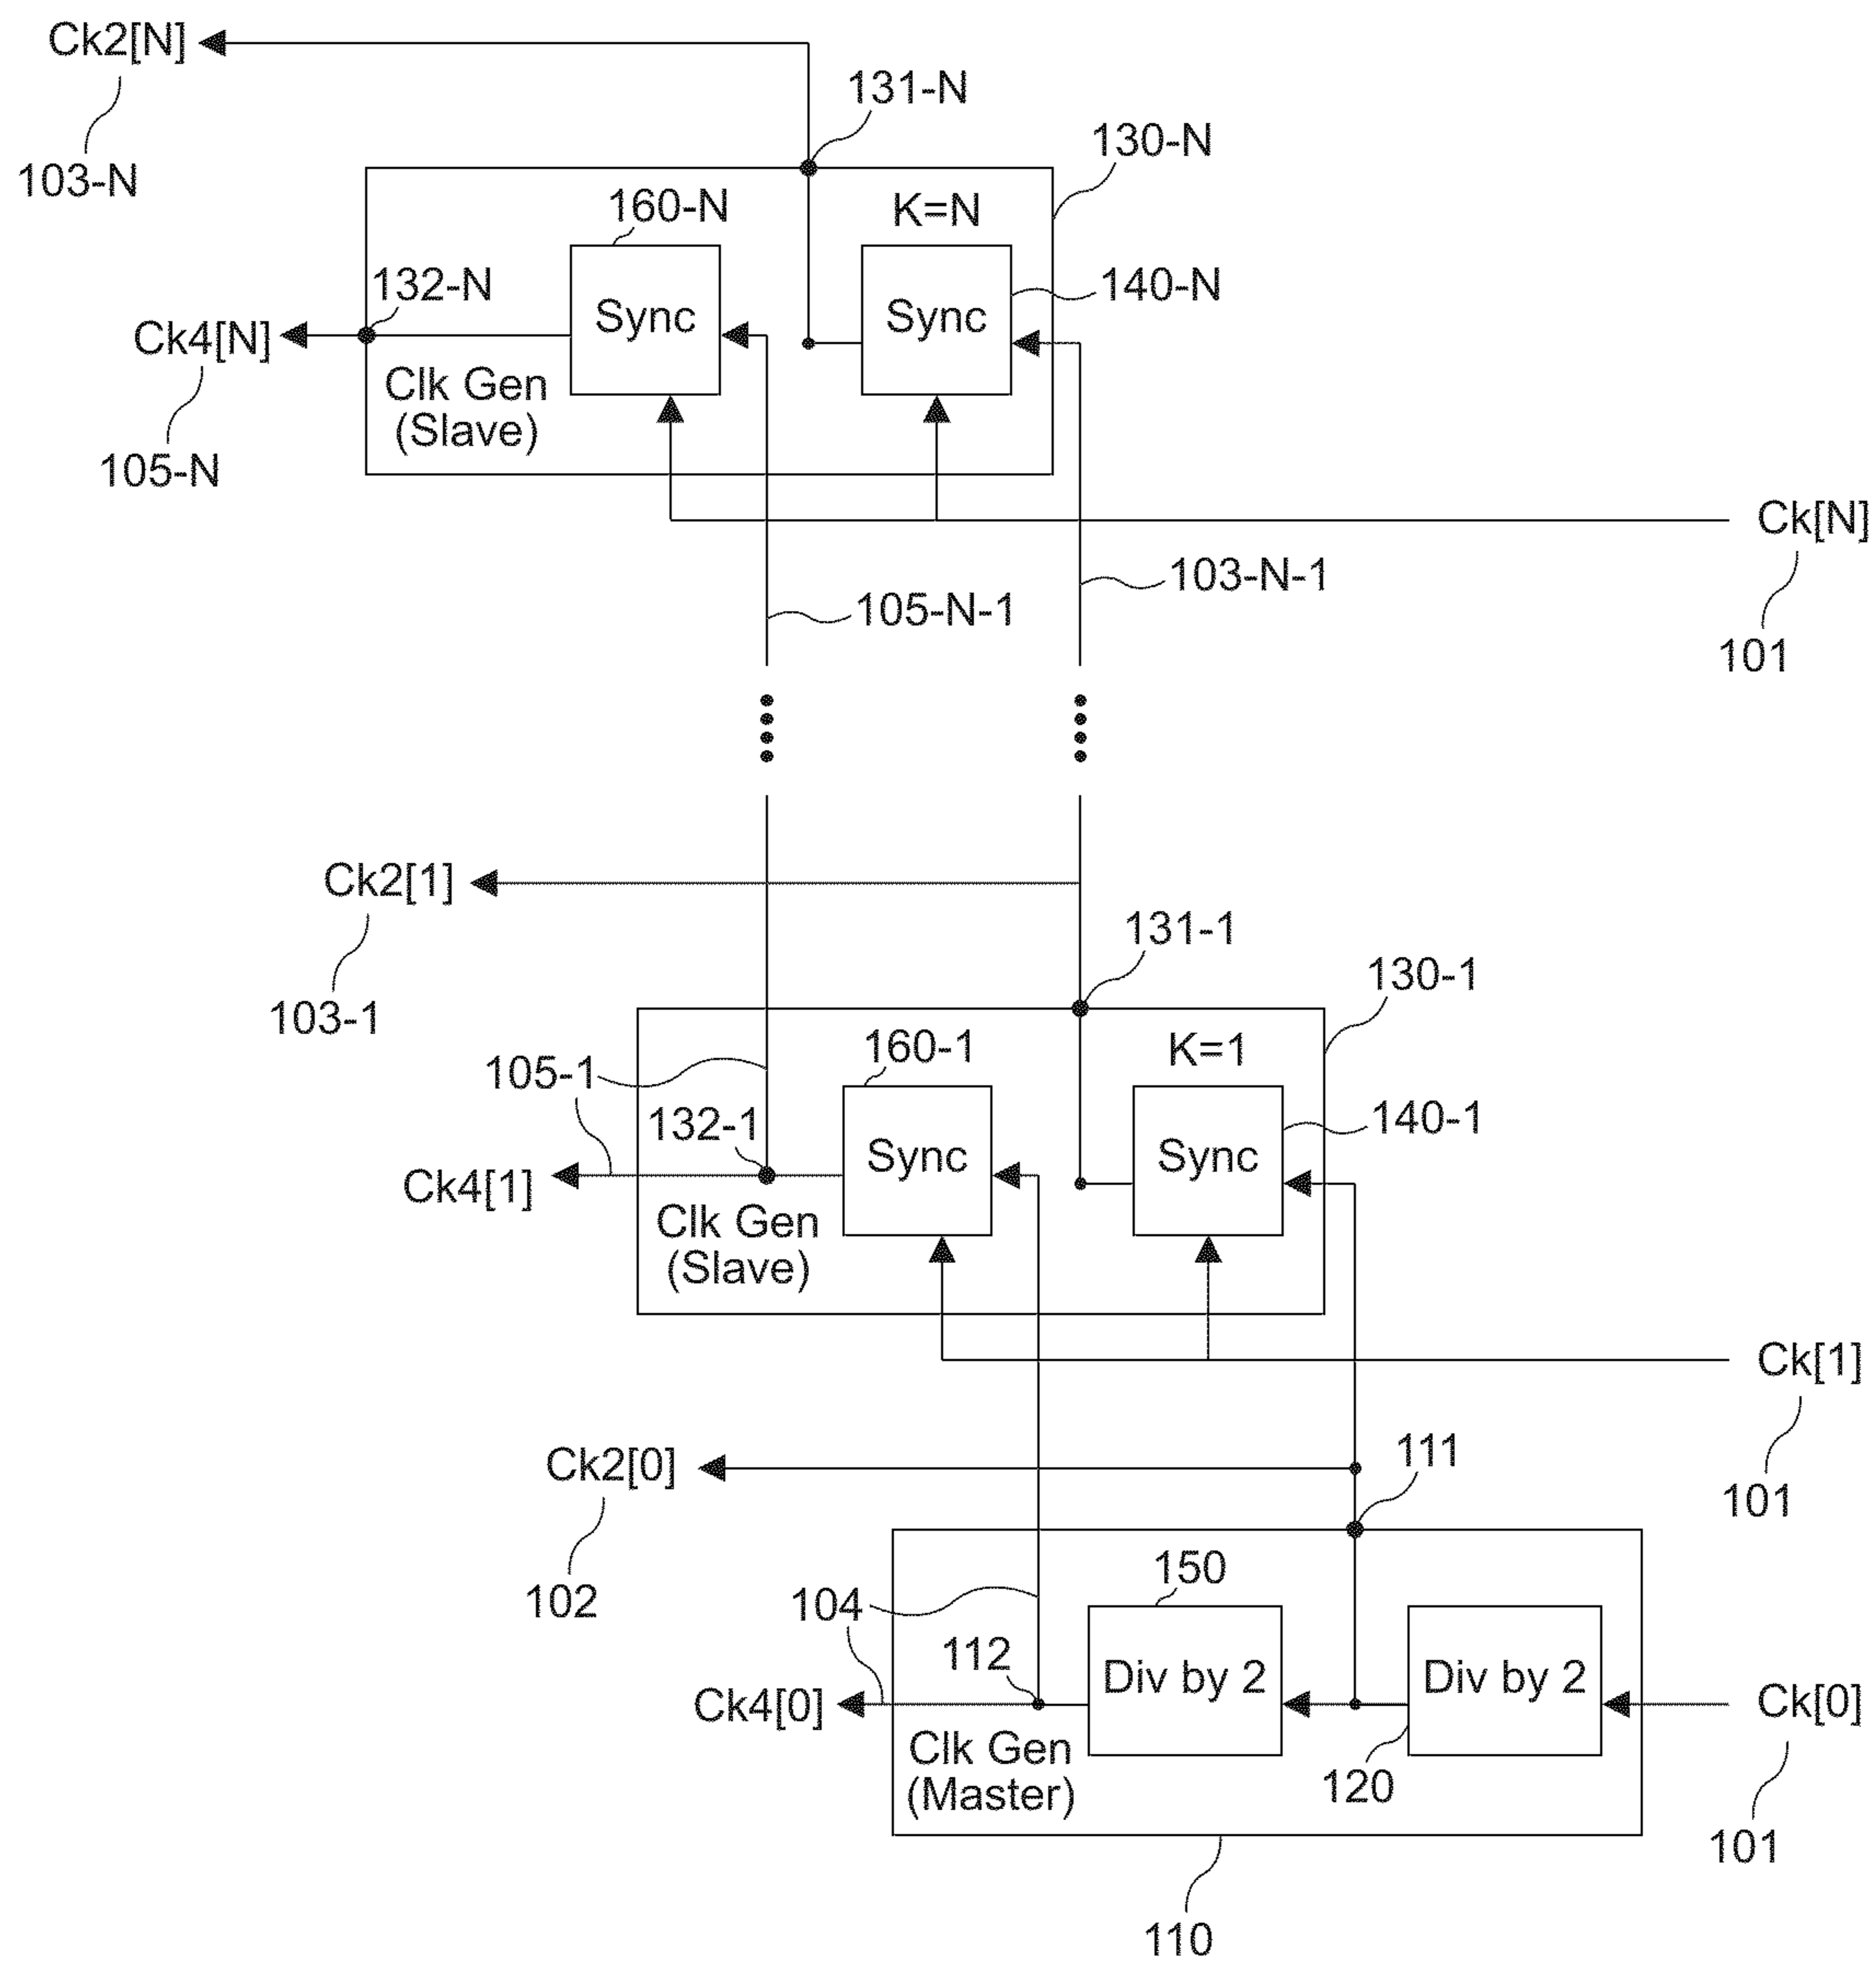 Ck2[N]
131-N
130-N
103-N
160-N
K=N
132-N
140-N
Ck4[N]
Sync
Sync
Clk Gen
(Slave)
105-N
Ck[N]
103-N-1
105-N-1
101
Ck2[1]
131-1
130-1
103-1
160-1
K=1
105-1
132-1
140-1
Sync
Sync
Ck4[1]
Clk Gen
(Slave)
Ck[1]
111
Ck2[0]
101
150
102
104
112
Div by 2
Div by 2
Ck4[0]
Ck[0]
Clk Gen
(Master)
120
101
110